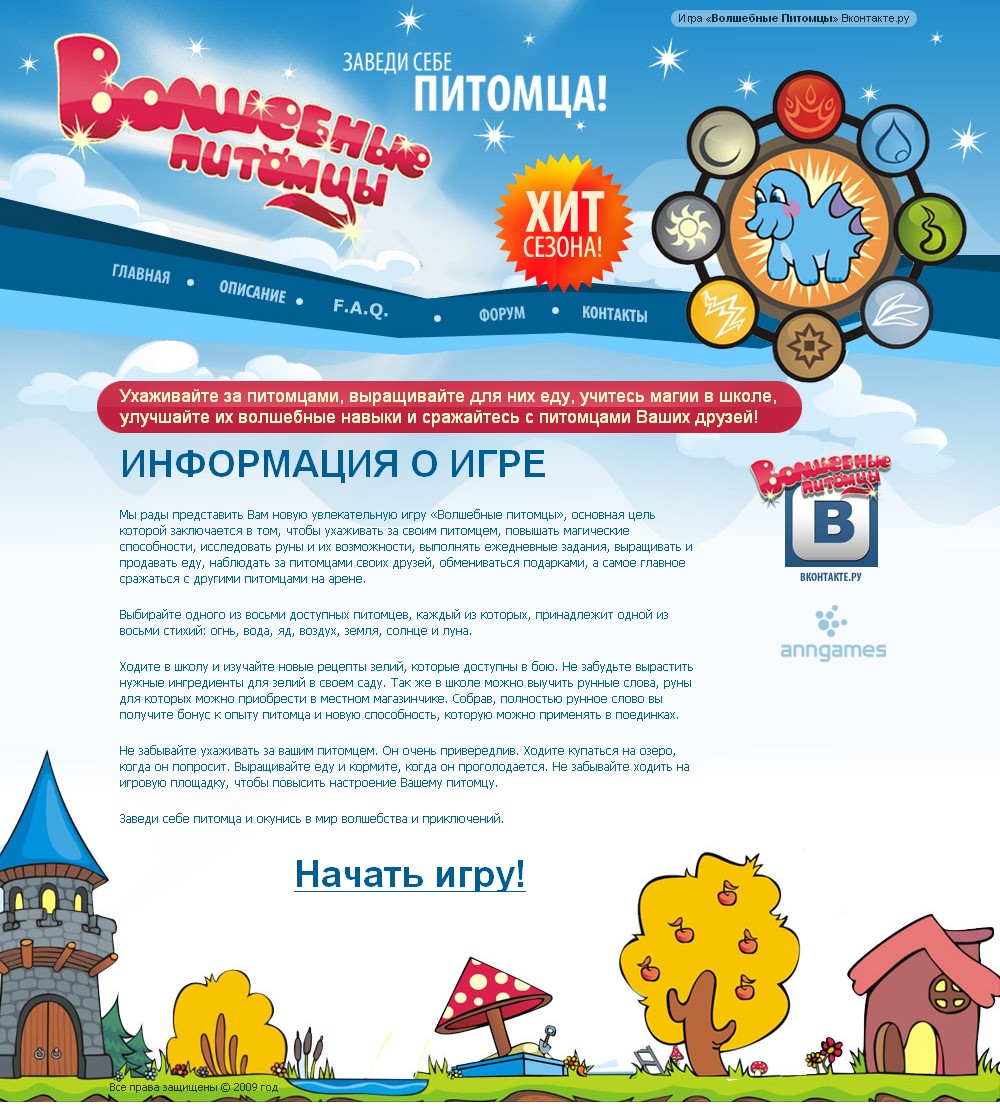 Игра «Волшебные Питомцы» Вконтакте.ру
Волшебные
питомцы
ЗАВЕДИ СЕБЕ
ПИТОМЦА!
ХИТ
СЕЗОНА!
ГЛАВНАЯ
ОПИСАНИЕ
F.A.Q.
ФОРУМ
КОНТАКТЫ
Ухаживайте за питомцами, выращивайте для них еду, учитесь магии в школе,
улучшайте их волшебные навыки и сражайтесь с питомцами Ваших друзей!
ИНФОРМАЦИЯ О ИГРЕ
Мы рады представить Вам новую увлекательную игру «Волшебные питомцы», основная цель
которой заключается в том, чтобы ухаживать за своим питомцем, повышать магические
способности, исследовать руны и их возможности, выполнять ежедневные задания, выращивать и
продавать еду, наблюдать за питомцами своих друзей, обмениваться подарками, а самое главное
сражаться с другими питомцами на арене.
Выбирайте одного из восьми доступных питомцев, каждый из которых, принадлежит одной из
восьми стихий: огнь, вода, яд, воздух, земля, солнце и луна.
Ходите в школу и изучайте новые рецепты зелий, которые доступны в бою. Не забудьте вырастить
нужные ингредиенты для зелий в своем саду. Так же в школе можно выучить рунные слова, руны
для которых можно приобрести в местном магазинчике. Собрав, полностью рунное слово вы
получите бонус к опыту питомца и новую способность, которую можно применять в поединках.
Не забывайте ухаживать за вашим питомцем. Он очень привередлив. Ходите купаться на озеро,
когда он попросит. Выращивайте еду и кормите, когда он проголодается. Не забывайте ходить на
игровую площадку, чтобы повысить настроение Вашему питомцу.
Заведи себе питомца и окунись в мир волшебства и приключений.
Начать игру!
Волшебные
питомцы
В
ВКОНТАКТЕ.РУ
anngames
Все права защищены © 2009 год